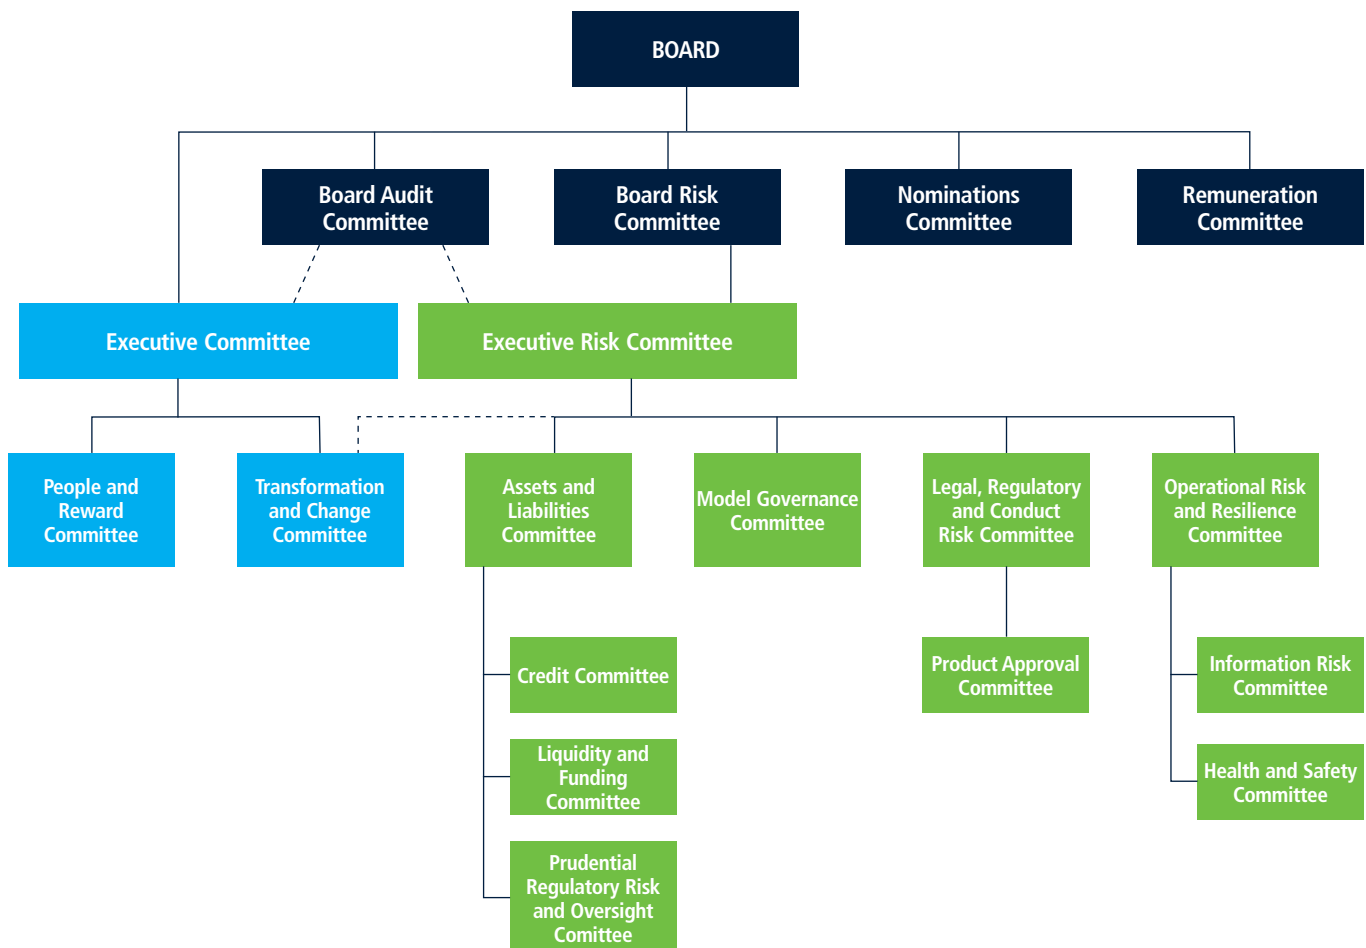 BOARD
Board Audit
Committee
Board Risk
Committee
Nominations
Committee
Remuneration
Committee
Executive Committee
Executive Risk Committee
People and
Reward
Committee
Transformation
and Change
Committee
Assets and
Liabilities
Committee
Model Governance
Committee
Legal, Regulatory
and Conduct
Risk Committee
Operational Risk
and Resilience
Committee
Credit Committee
Liquidity and
Funding
Committee
Prudential
Regulatory Risk
and Oversight
Comittee
Product Approval
Committee
Information Risk
Committee
Health and Safety
Committee